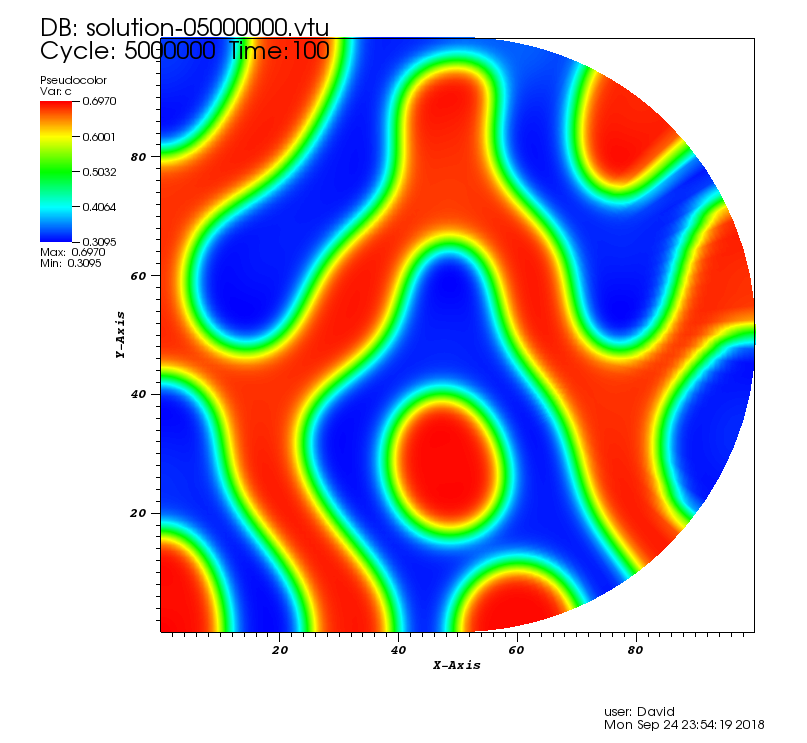 DB: solution-05000000.vtu
Cycle: 5000000 Time:100
Pseudocolor
Var: c
0.6970
0.6001
0.5032
0.4064
0.3095
Max: 0.6970
Min: 0.3095
80
60
40
20
Y-Axis
20 40 60 80
X-Axis
user: David
Mon Sep 24 23:54:19 2018